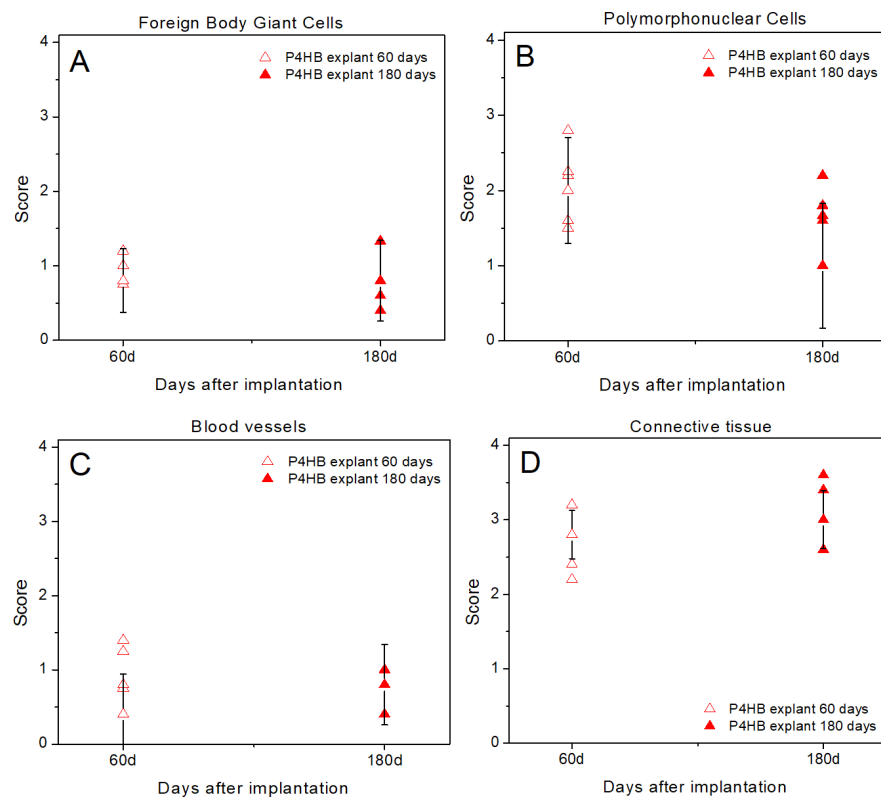 Foreign Body Giant Cells
A
P4HB explant 60 days
P4HB explant 180 days
4
3
2
1
0
Score
60d
180d
Days after implantation
Polymorphonuclear Cells
B
P4HB explant 60 days
P4HB explant 180 days
4
3
2
1
0
Score
60d
180d
Days after implantation
Blood vessels
C
P4HB explant 60 days
P4HB explant 180 days
4
3
2
1
0
Score
60d
180d
Days after implantation
Connective tissue
D
4
3
2
1
0
Score
P4HB explant 60 days
P4HB explant 180 days
60d
180d
Days after implantation